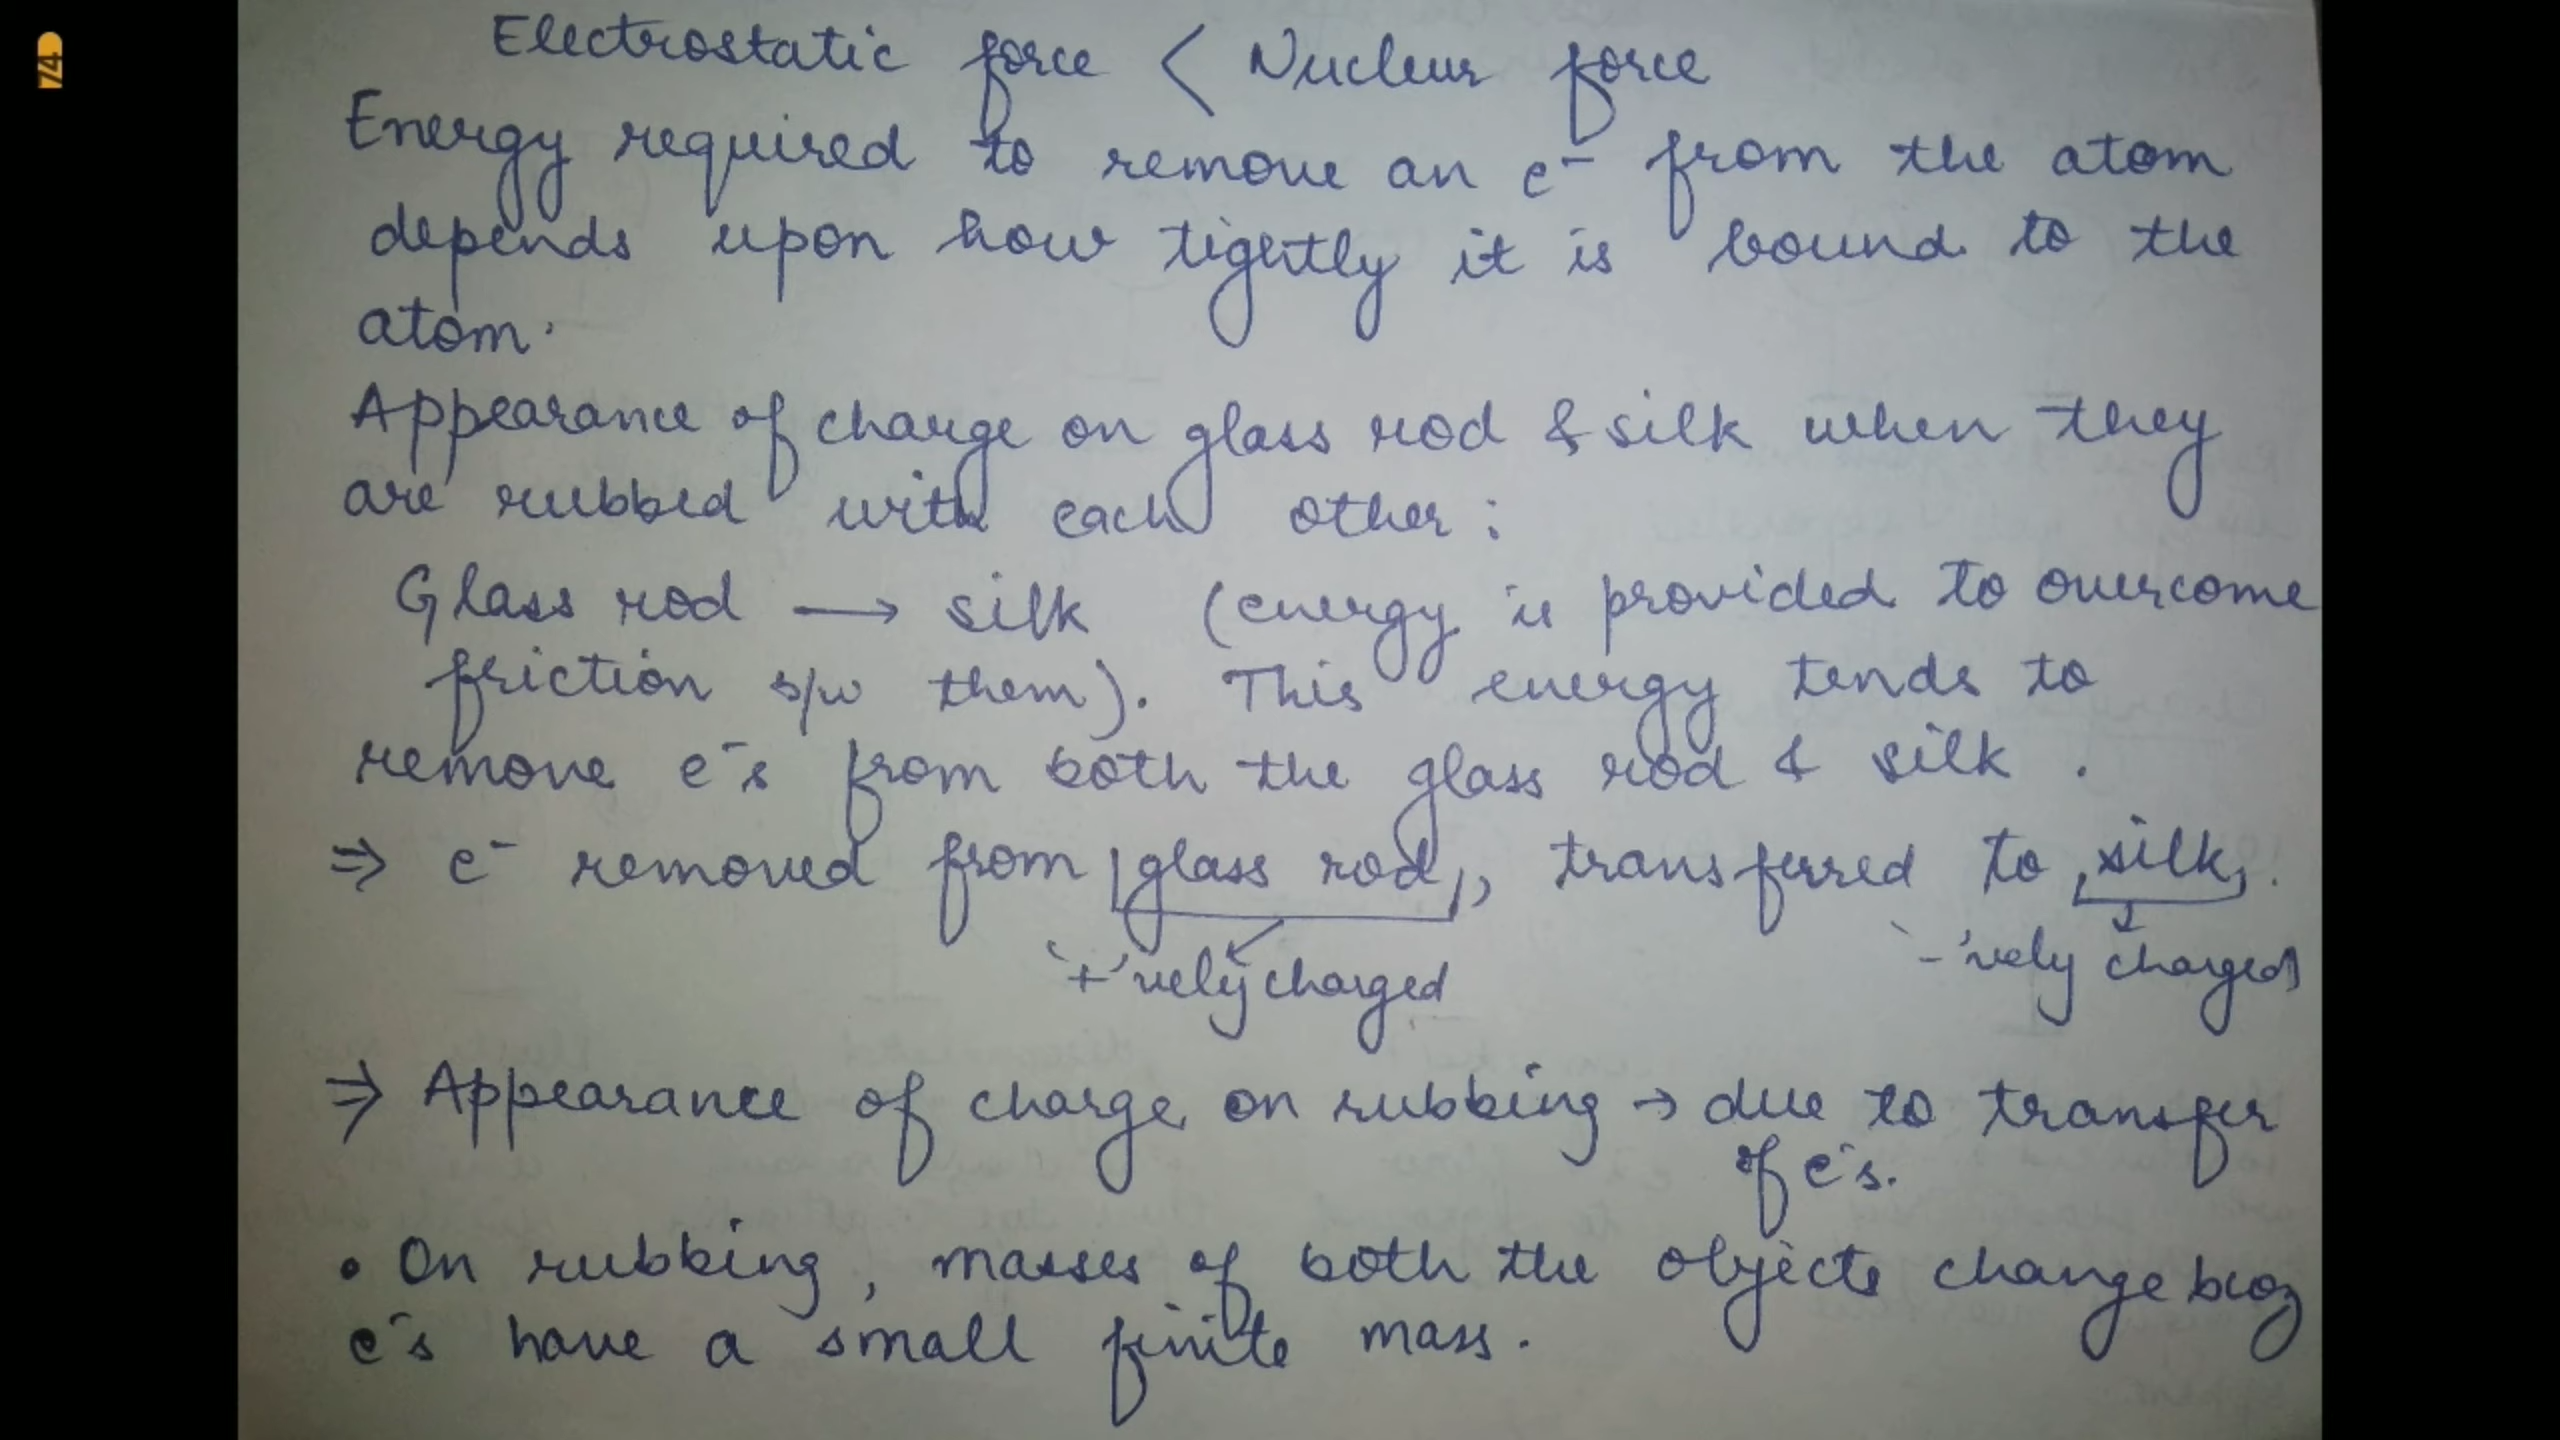 74
Electrostatic force < Nuclear force
Energy required to remove an e⁻ from the atom
depends upon how tightly it is bound to the
atom.
Appearance of charge on glass rod & silk when they
are rubbed with each other :
Glass rod → silk (energy is provided to overcome
friction b/w them). This energy tends to
remove e⁻s from both the glass rod & silk .
⇒ e⁻ removed from glass rod, transferred to silk.
'+'vely charged '-'vely charged
⇒ Appearance of charge on rubbing → due to transfer
of e⁻s.
• On rubbing, masses of both the objects change bcoz
e⁻s have a small finite mass.